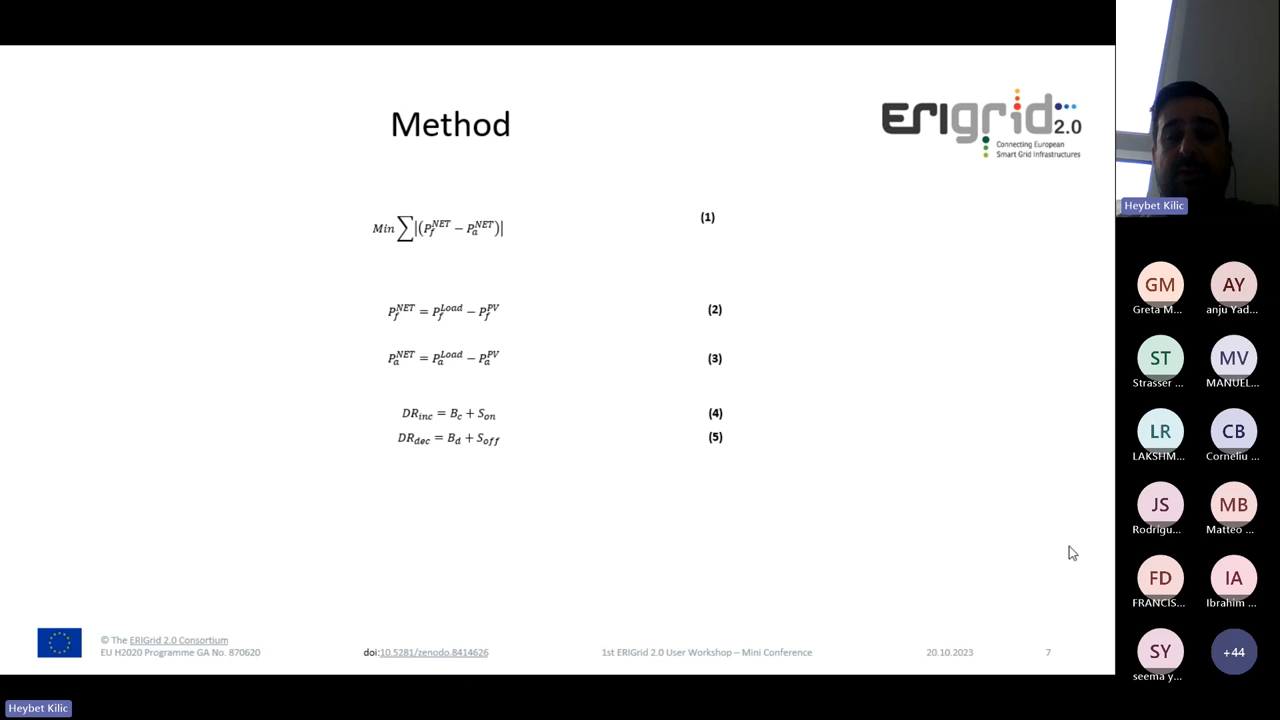 Method
ERIGrid 2.0
Connecting European
Smart Grid Infrastructures
Min ∑|(P_f^NET − P_a^NET)| (1)
P_f^NET = P_f^Load − P_f^PV (2)
P_a^NET = P_a^Load − P_a^PV (3)
DR_inc = B_c + S_on (4)
DR_dec = B_d + S_off (5)
© The ERIGrid 2.0 Consortium
EU H2020 Programme GA No. 870620
doi:10.5281/zenodo.8414626
1st ERIGrid 2.0 User Workshop – Mini Conference
20.10.2023
7
Heybet Kilic
GM
Greta M...
AY
anju Yad...
ST
Strasser ...
MV
MANUEL...
LR
LAKSHM...
CB
Corneliu ...
JS
Rodrígu...
MB
Matteo ...
FD
FRANCIS...
IA
Ibrahim ...
SY
seema y...
+44
Heybet Kilic